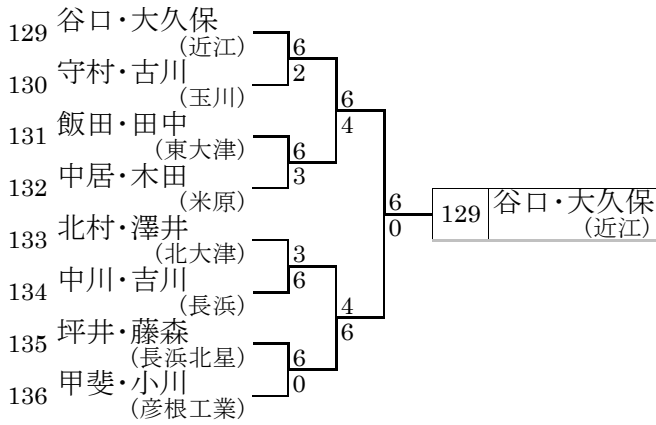 129 谷口・大久保
(近江)
130 守村・古川
(玉川)
131 飯田・田中
(東大津)
132 中居・木田
(米原)
133 北村・澤井
(北大津)
134 中川・吉川
(長浜)
135 坪井・藤森
(長浜北星)
136 甲斐・小川
(彦根工業)
6
2
6
3
3
6
6
0
6
4
4
6
6
0
129 谷口・大久保
(近江)